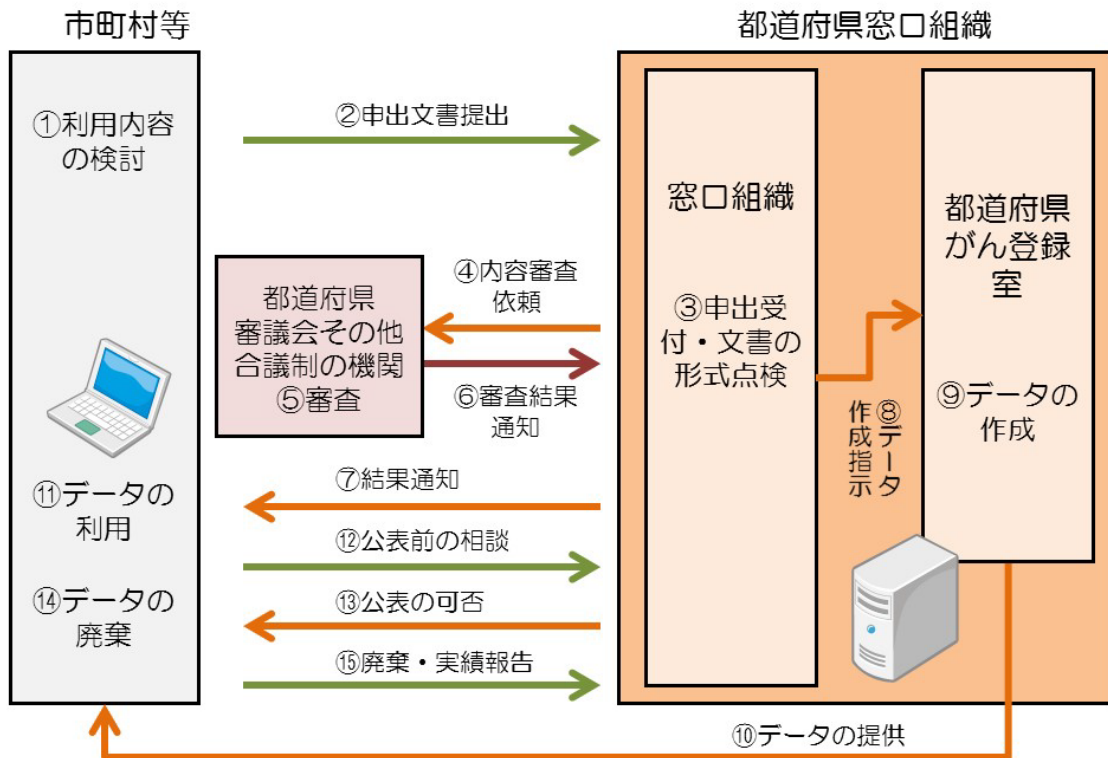 市町村等
都道府県窓口組織
①利用内容
の検討
②申出文書提出
窓口組織
③申出受
付・文書の
形式点検
都道府県
がん登録
室
④内容審査
依頼
都道府県
審議会その他
合議制の機関
⑤審査
⑥審査結果
通知
⑧データ
作成指示
⑨データの
作成
⑦結果通知
⑪データの
利用
⑫公表前の相談
⑬公表の可否
⑭データの
廃棄
⑮廃棄・実績報告
⑩データの提供